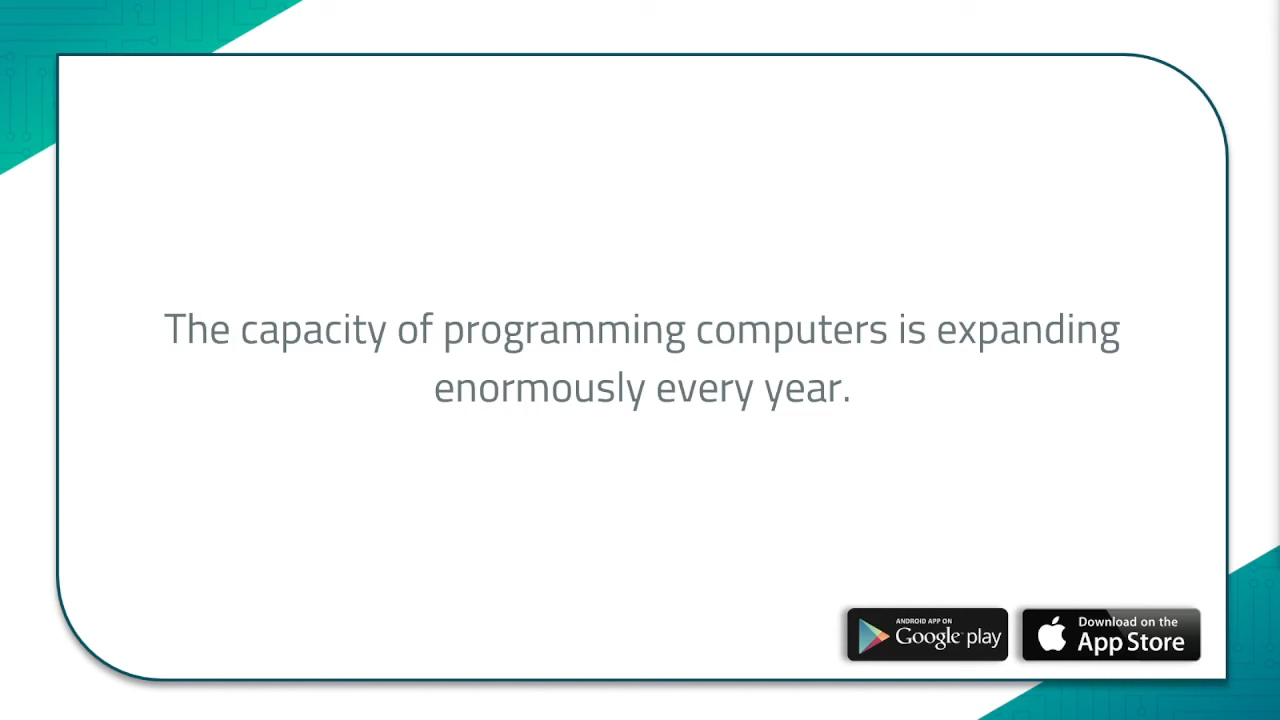 The capacity of programming computers is expanding
enormously every year.
ANDROID APP ON
Google play
Download on the
App Store